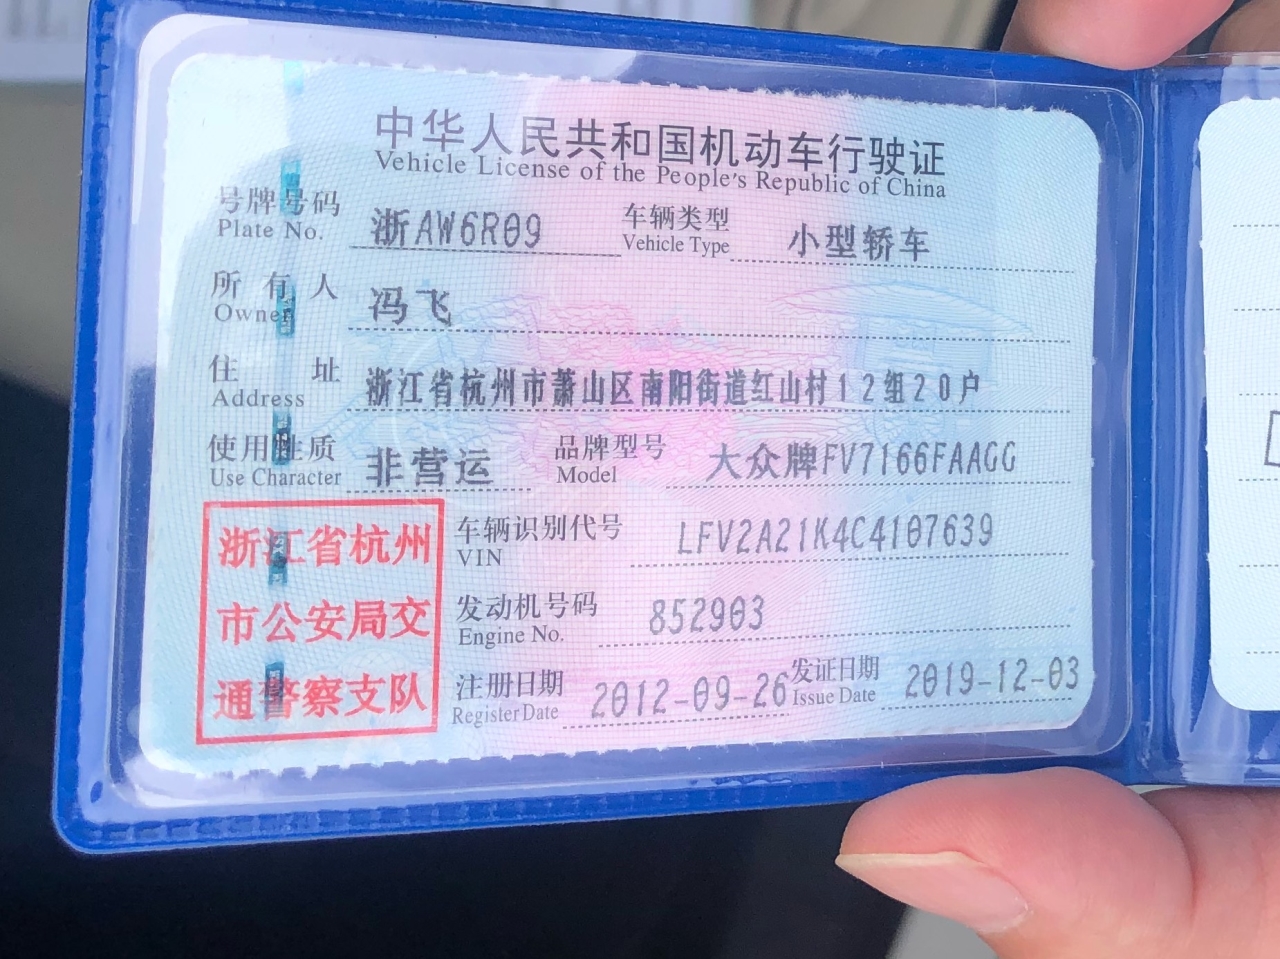 中华人民共和国机动车行驶证
Vehicle License of the People's Republic of China
号牌号码 浙AW6R09 车辆类型 小型轿车
Plate No. Vehicle Type
所有人 冯飞
Owner
住址 浙江省杭州市萧山区南阳街道红山村12组20户
Address
使用性质 非营运 品牌型号 大众牌FV7166FAAGG
Use Character Model
浙江省杭州
市公安局交
通警察支队
车辆识别代号 LFV2A21K4C4107639
VIN
发动机号码 852903
Engine No.
注册日期 2012-09-26 发证日期 2019-12-03
Register Date Issue Date